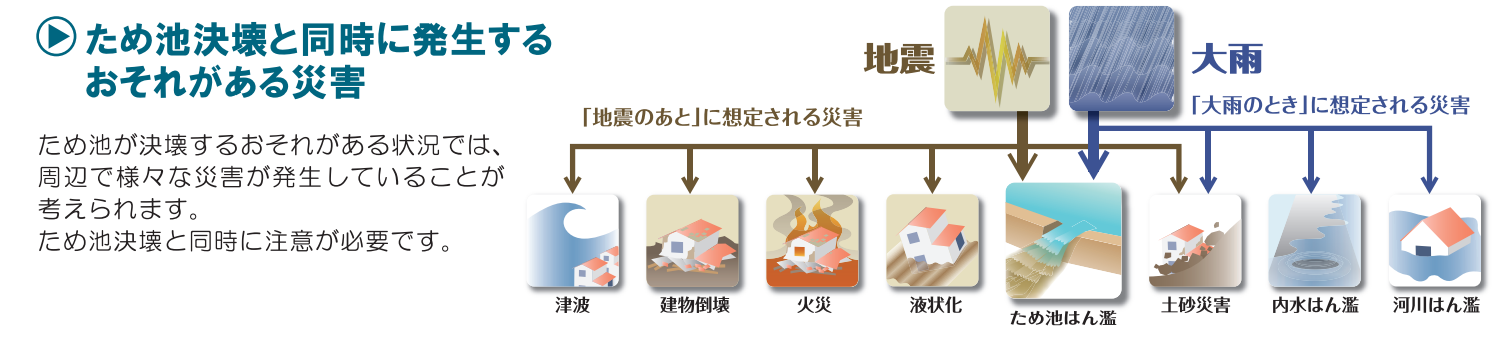 ため池決壊と同時に発生する
おそれがある災害
ため池が決壊するおそれがある状況では、
周辺で様々な災害が発生していることが
考えられます。
ため池決壊と同時に注意が必要です。
地震
大雨
「地震のあと」に想定される災害
「大雨のとき」に想定される災害
津波
建物倒壊
火災
液状化
ため池はん濫
土砂災害
内水はん濫
河川はん濫